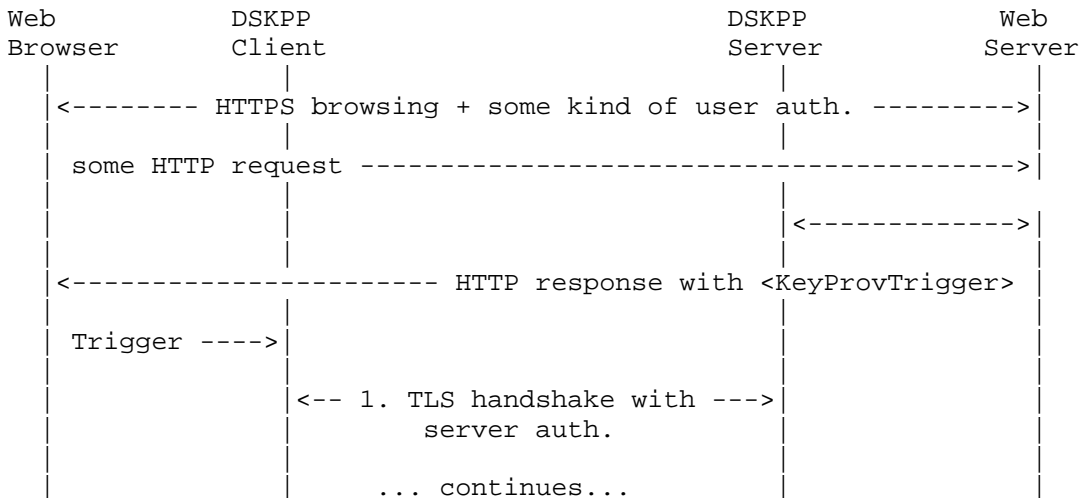 Web DSKPP DSKPP Web
Browser Client Server Server
<-------- HTTPS browsing + some kind of user auth. --------->
some HTTP request ----------------------------------------->
<------------->
<----------------------- HTTP response with <KeyProvTrigger>
Trigger ---->
<-- 1. TLS handshake with --->
server auth.
... continues...